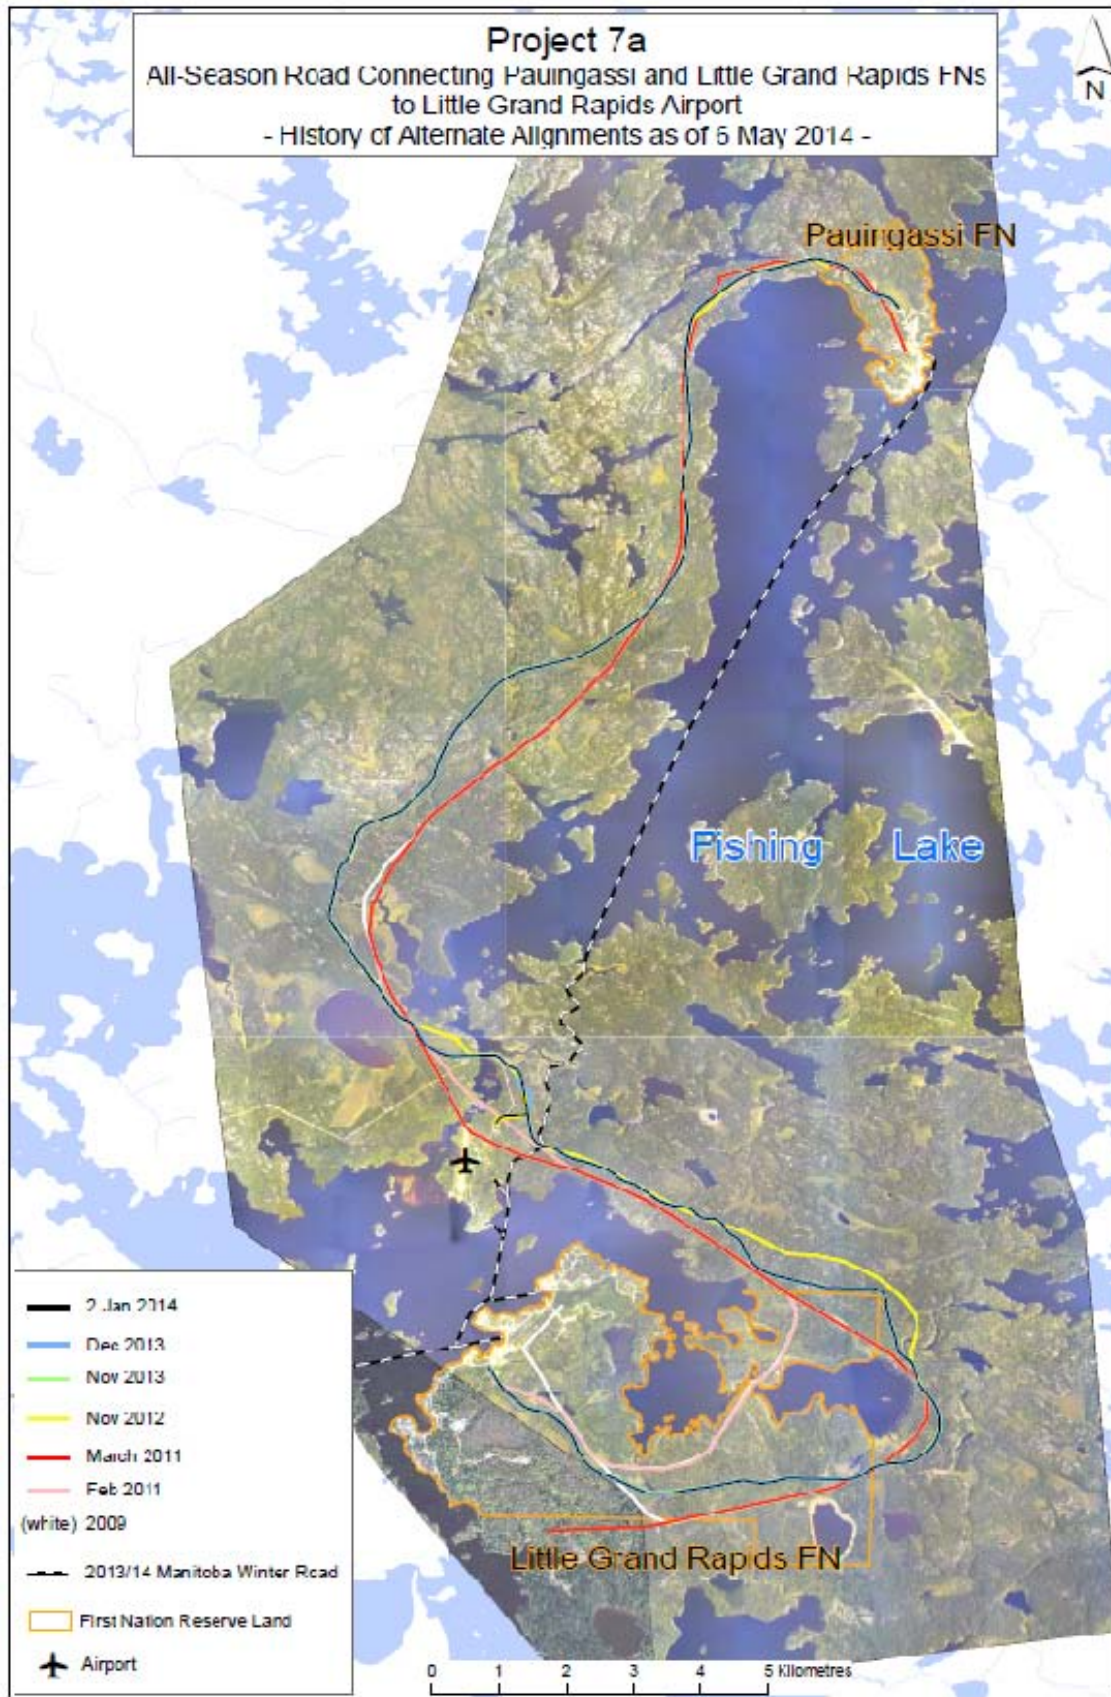 Project 7a
All-Season Road Connecting Pauingassi and Little Grand Rapids FNs
to Little Grand Rapids Airport
- History of Alternate Alignments as of 6 May 2014 -
N
Pauingassi FN
Fishing Lake
2 Jan 2014
Dec 2013
Nov 2013
Nov 2012
March 2011
Feb 2011
(white) 2009
2013/14 Manitoba Winter Road
First Nation Reserve Land
Airport
Little Grand Rapids FN
0 1 2 3 4 5 Kilometres